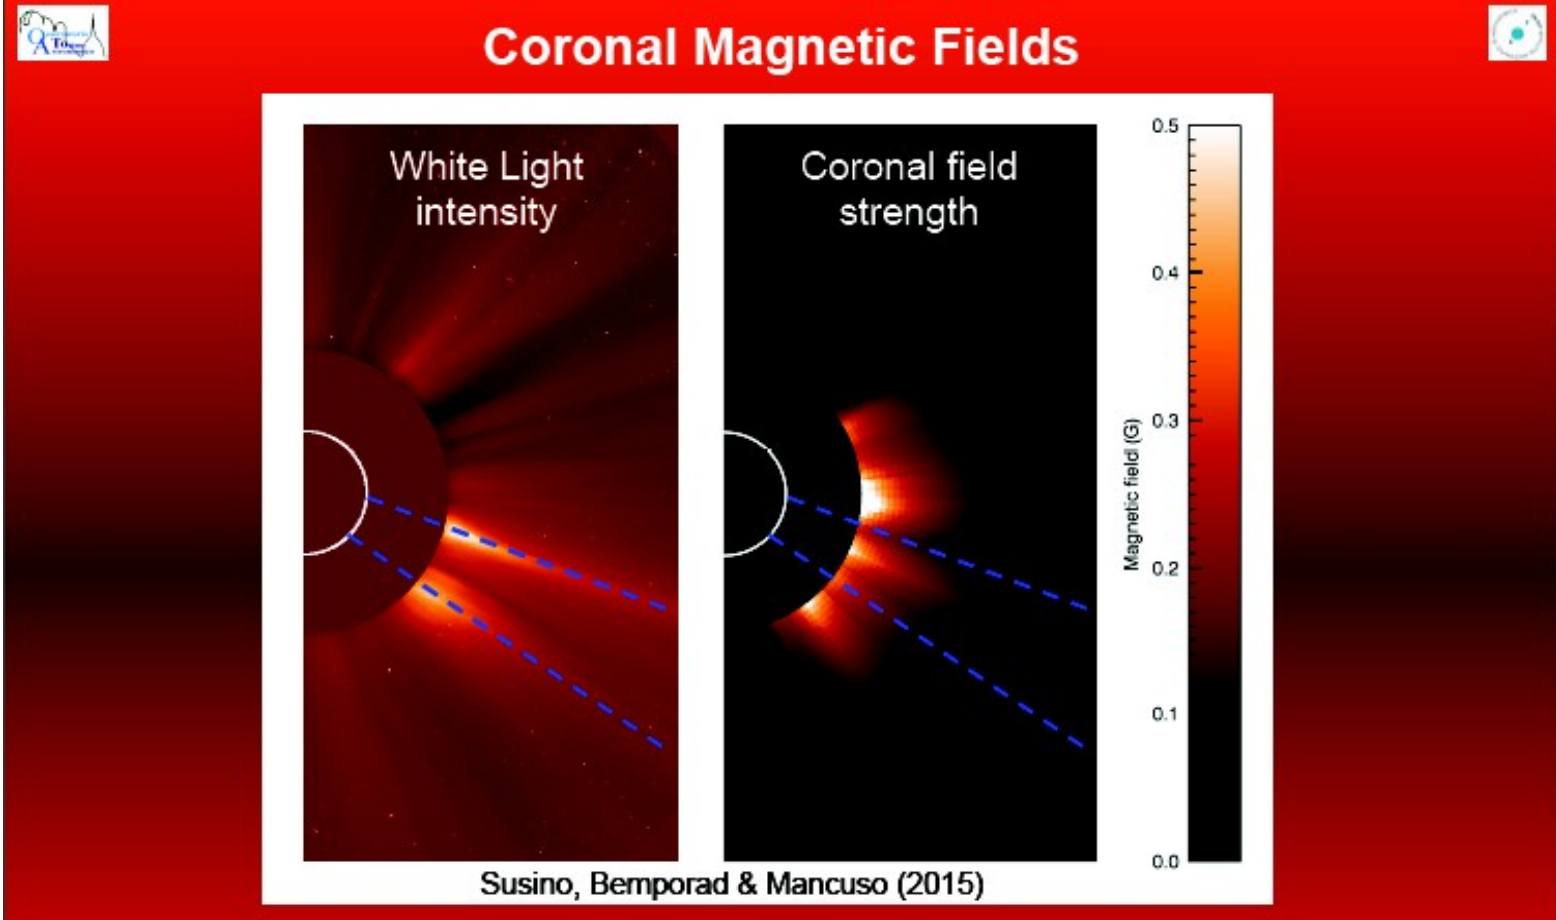 Coronal Magnetic Fields
White Light
intensity
Coronal field
strength
0.5
0.4
0.3
0.2
0.1
0.0
Magnetic field (G)
Susino, Bemporad & Mancuso (2015)